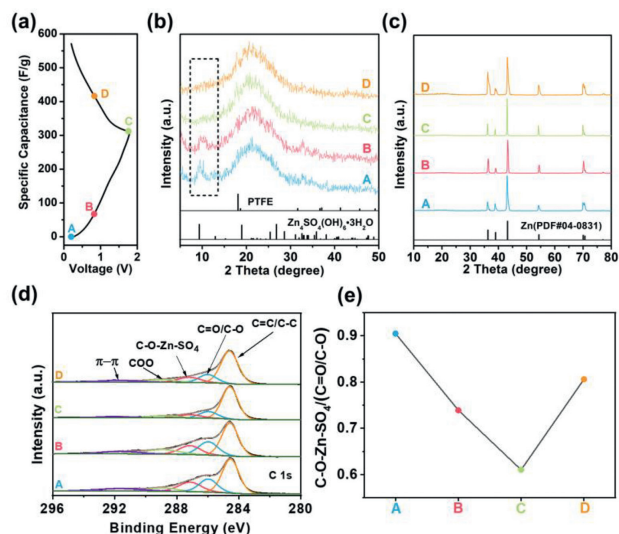 (a)
Specific Capacitance (F/g)
600
500
400
300
200
100
0
D
C
B
A
0 1 2
Voltage (V)
(b)
Intensity (a.u.)
D
C
B
A
PTFE
Zn₄SO₄(OH)₆•3H₂O
10 20 30 40 50
2 Theta (degree)
(c)
Intensity (a.u.)
D
C
B
A
Zn(PDF#04-0831)
10 20 30 40 50 60 70 80
2 Theta (degree)
(d)
Intensity (a.u.)
C=C/C-C
C=O/C-O
C-O-Zn-SO₄
COO
π–π
D
C
B
A
C 1s
296 292 288 284 280
Binding Energy (eV)
(e)
C-O-Zn-SO₄/(C=O/C-O)
0.9
0.8
0.7
0.6
A B C D